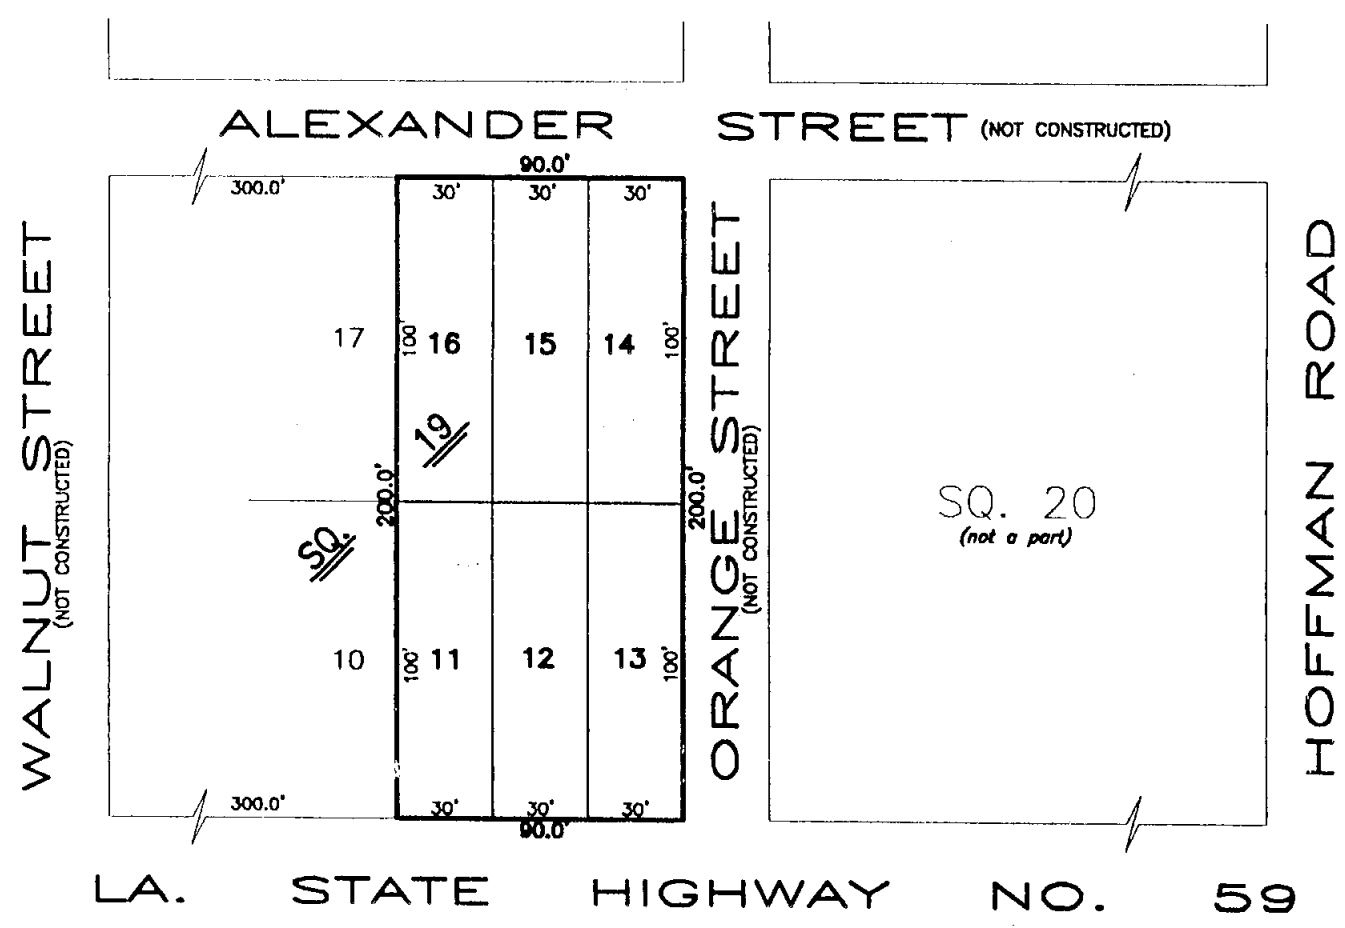 ALEXANDER STREET (NOT CONSTRUCTED)
90.0'
300.0'
30' 30' 30'
WALNUT STREET
(NOT CONSTRUCTED)
17
100'
16
15
14
100'
ORANGE STREET
(NOT CONSTRUCTED)
HOFFMAN ROAD
SQ. 19
200.0'
200.0'
SQ. 20
(not a part)
10
100'
11
12
13
100'
300.0'
30' 30' 30'
90.0'
LA. STATE HIGHWAY NO. 59